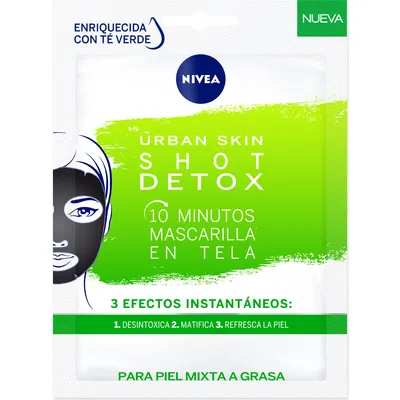 ENRIQUECIDA
CON TÉ VERDE
NUEVA
NIVEA
URBAN SKIN
SHOT
DETOX
10 MINUTOS
MASCARILLA
EN TELA
3 EFECTOS INSTANTÁNEOS:
1. DESINTOXICA 2. MATIFICA 3. REFRESCA LA PIEL
PARA PIEL MIXTA A GRASA